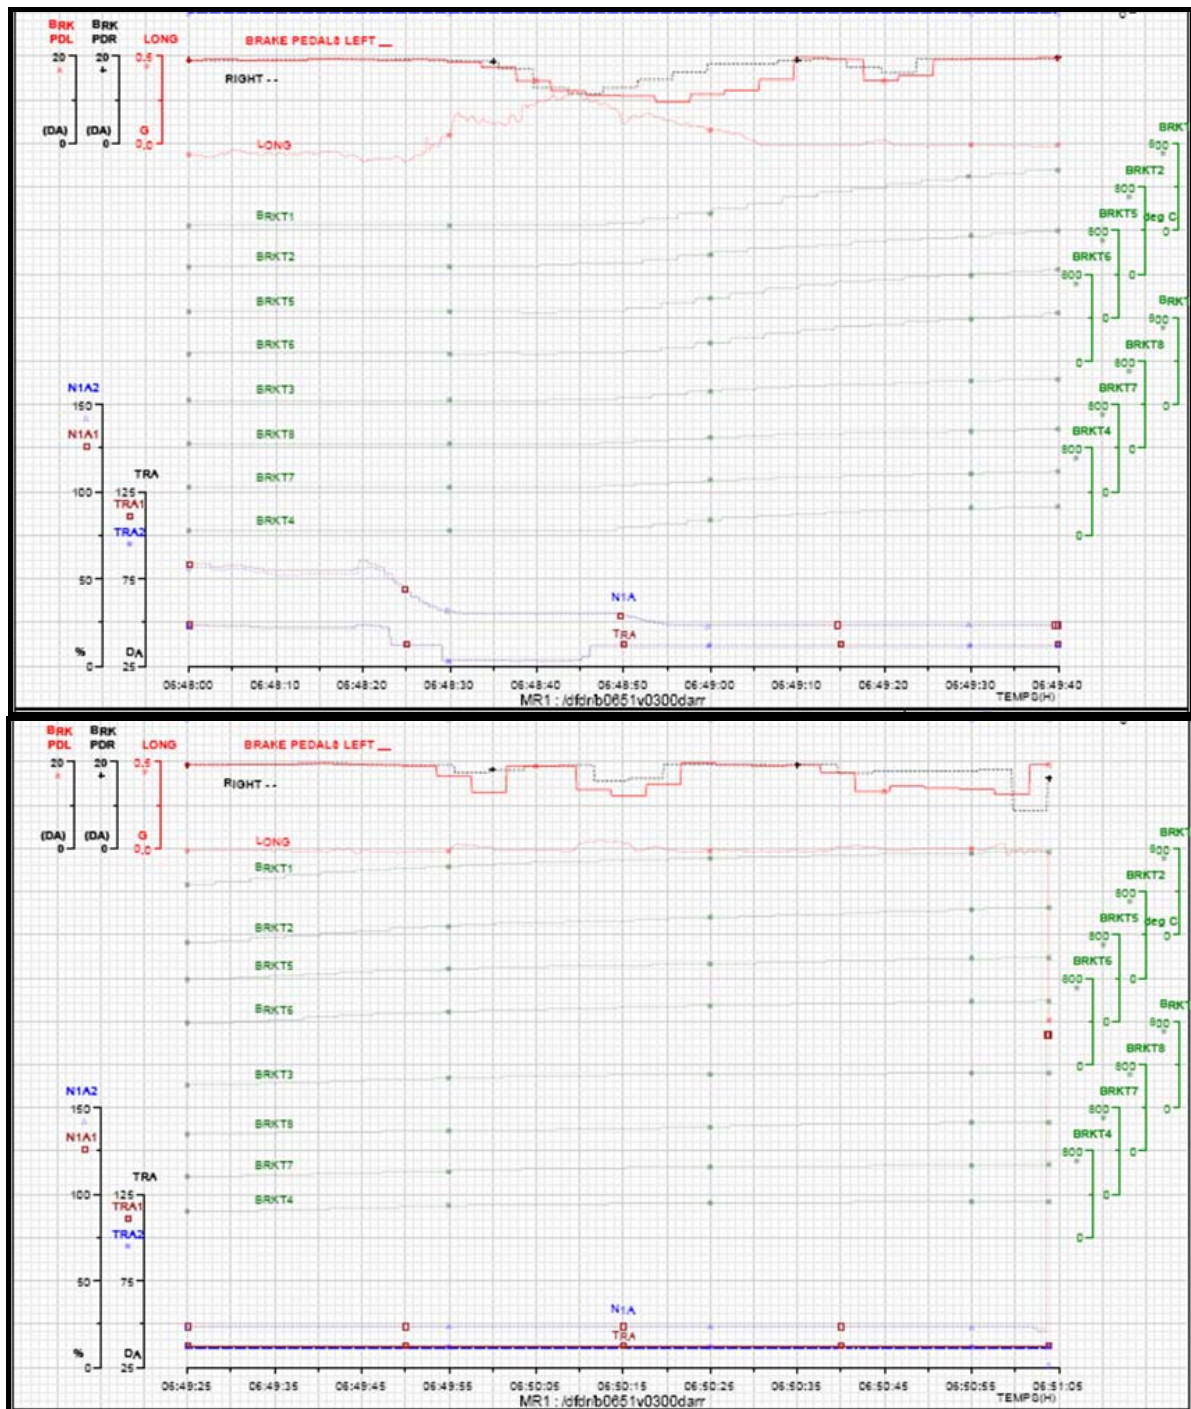 BRK BRK
PDL PDR LONG BRAKE PEDALS LEFT __
20 20 0.5
RIGHT - -
(DA) (DA) G
0 0 0.0
LONG
BRKT
BRKT1
800
BRKT2
800
BRKT5 deg C
BRKT2
800 0
BRKT6
BRKT5
800 0
BRKT
BRKT6
0 800
BRKT8
0
BRKT3
800
N1A2
BRKT7
150
800 0
N1A1
BRKT8
BRKT4
800 0
TRA
BRKT7
100 125
0
TRA1
BRKT4
TRA2
0
50 75
N1A
TRA
% DA
0 25
06:48:00 06:48:10 06:48:20 06:48:30 06:48:40 06:48:50 06:49:00 06:49:10 06:49:20 06:49:30 06:49:40
MR1 : /dfdr/b0651v0300darr TEMPS(H)
BRK BRK
PDL PDR LONG BRAKE PEDALS LEFT __
20 20 0.5
RIGHT - -
(DA) (DA) G
0 0 0.0
LONG
BRKT
BRKT1
800
BRKT2
800
BRKT2
BRKT5 deg C
800 0
BRKT5
BRKT6
800 0
BRKT6
BRKT
0 800
BRKT8
0
BRKT3
800
N1A2
BRKT7
150
800 0
BRKT8
N1A1
BRKT4
800 0
BRKT7
TRA
100 125
0
BRKT4
TRA1
TRA2
0
50 75
N1A
TRA
% DA
0 25
06:49:25 06:49:35 06:49:45 06:49:55 06:50:05 06:50:15 06:50:25 06:50:35 06:50:45 06:50:55 06:51:05
MR1 : /dfdr/b0651v0300darr TEMPS(H)